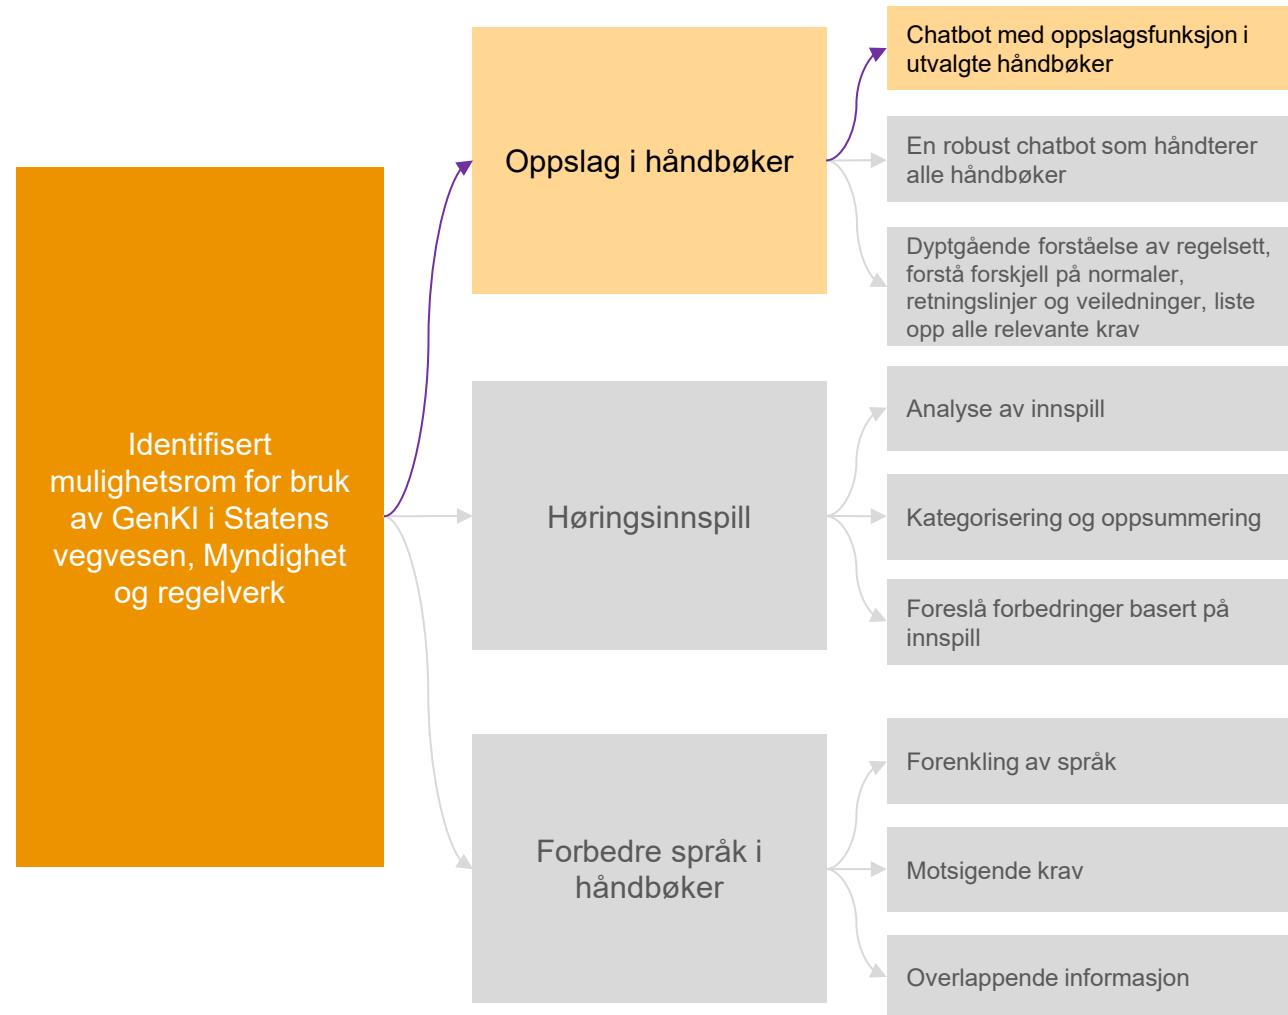 Identifisert
mulighetsrom for bruk
av GenKI i Statens
vegvesen, Myndighet
og regelverk
Oppslag i håndbøker
Chatbot med oppslagsfunksjon i
utvalgte håndbøker
En robust chatbot som håndterer
alle håndbøker
Dyptgående forståelse av regelsett,
forstå forskjell på normaler,
retningslinjer og veiledninger, liste
opp alle relevante krav
Høringsinnspill
Analyse av innspill
Kategorisering og oppsummering
Foreslå forbedringer basert på
innspill
Forbedre språk i
håndbøker
Forenkling av språk
Motsigende krav
Overlappende informasjon